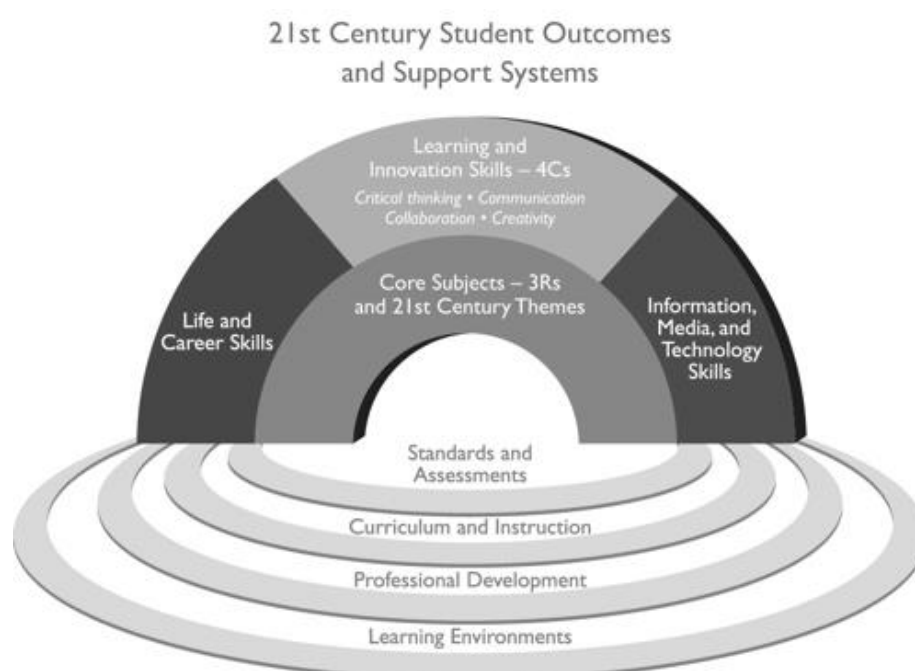 21st Century Student Outcomes
and Support Systems
Learning and
Innovation Skills – 4Cs
Critical thinking • Communication
Collaboration • Creativity
Core Subjects – 3Rs
and 21st Century Themes
Life and
Career Skills
Information,
Media, and
Technology
Skills
Standards and
Assessments
Curriculum and Instruction
Professional Development
Learning Environments